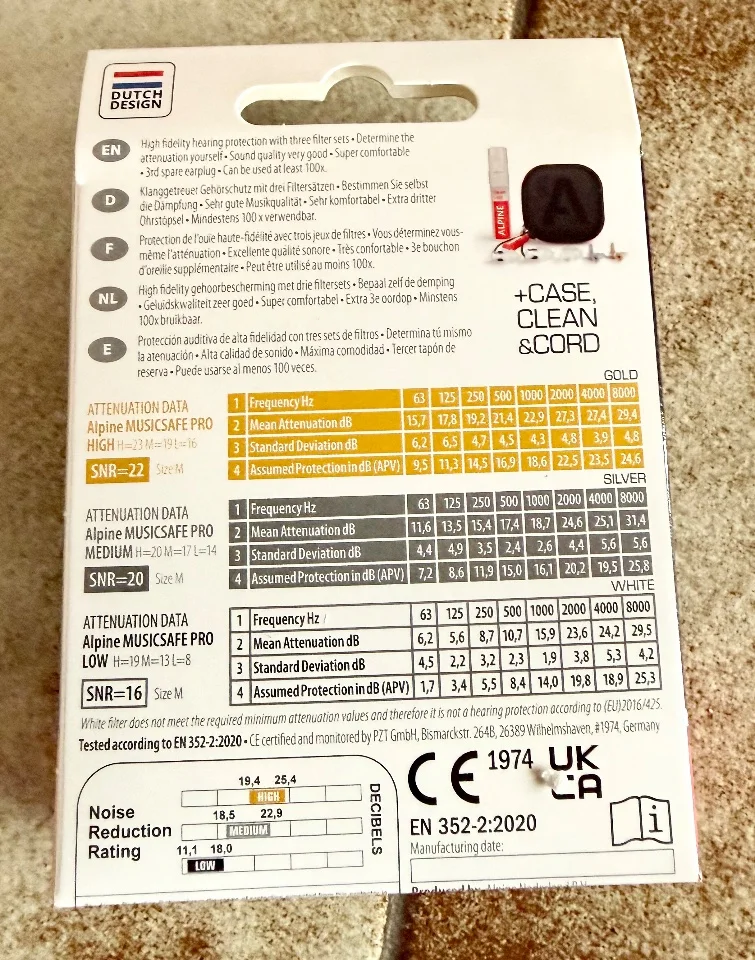 DUTCH
DESIGN
EN
High fidelity hearing protection with three filter sets • Determine the
attenuation yourself • Sound quality very good • Super comfortable
• 3rd spare earplug • Can be used at least 100x.
D
Klanggetreuer Gehörschutz mit drei Filtersätzen • Bestimmen Sie selbst
die Dämpfung • Sehr gute Musikqualität • Sehr komfortabel • Extra dritter
Ohrstöpsel • Mindestens 100 x verwendbar.
F
Protection de l'ouïe haute-fidélité avec trois jeux de filtres • Vous déterminez vous-
même l'atténuation • Excellente qualité sonore • Très confortable • 3e bouchon
d'oreille supplémentaire • Peut être utilisé au moins 100x.
NL
High fidelity gehoorbescherming met drie filtersets • Bepaal zelf de demping
• Geluidskwaliteit zeer goed • Super comfortabel • Extra 3e oordop • Minstens
100x bruikbaar.
E
Protección auditiva de alta fidelidad con tres sets de filtros • Determina tú mismo
la atenuación • Alta calidad de sonido • Máxima comodidad • Tercer tapón de
reserva • Puede usarse al menos 100 veces.
ALPINE
+CASE,
CLEAN
&CORD
GOLD
ATTENUATION DATA
Alpine MUSICSAFE PRO
HIGH H=23 M=19 L=16
SNR=22 Size M
1 Frequency Hz 63 125 250 500 1000 2000 4000 8000
2 Mean Attenuation dB 15,7 17,8 19,2 21,4 22,9 27,3 27,4 29,4
3 Standard Deviation dB 6,2 6,5 4,7 4,5 4,3 4,8 3,9 4,8
4 Assumed Protection in dB (APV) 9,5 11,3 14,5 16,9 18,6 22,5 23,5 24,6
SILVER
ATTENUATION DATA
Alpine MUSICSAFE PRO
MEDIUM H=20 M=17 L=14
SNR=20 Size M
1 Frequency Hz 63 125 250 500 1000 2000 4000 8000
2 Mean Attenuation dB 11,6 13,5 15,4 17,4 18,7 24,6 25,1 31,4
3 Standard Deviation dB 4,4 4,9 3,5 2,4 2,6 4,4 5,6 5,6
4 Assumed Protection in dB (APV) 7,2 8,6 11,9 15,0 16,1 20,2 19,5 25,8
WHITE
ATTENUATION DATA
Alpine MUSICSAFE PRO
LOW H=19 M=13 L=8
SNR=16 Size M
1 Frequency Hz 63 125 250 500 1000 2000 4000 8000
2 Mean Attenuation dB 6,2 5,6 8,7 10,7 15,9 23,6 24,2 29,5
3 Standard Deviation dB 4,5 2,2 3,2 2,3 1,9 3,8 5,3 4,2
4 Assumed Protection in dB (APV) 1,7 3,4 5,5 8,4 14,0 19,8 18,9 25,3
White filter does not meet the required minimum attenuation values and therefore it is not a hearing protection according to (EU)2016/425.
Tested according to EN 352-2:2020 • CE certified and monitored by PZT GmbH, Bismarckstr. 264B, 26389 Wilhelmshaven, #1974, Germany
Noise
Reduction
Rating
19,4 25,4
HIGH
18,5 22,9
MEDIUM
11,1 18,0
LOW
DECIBELS
CE 1974 UK
CA
EN 352-2:2020
i
Manufacturing date:
Produced by